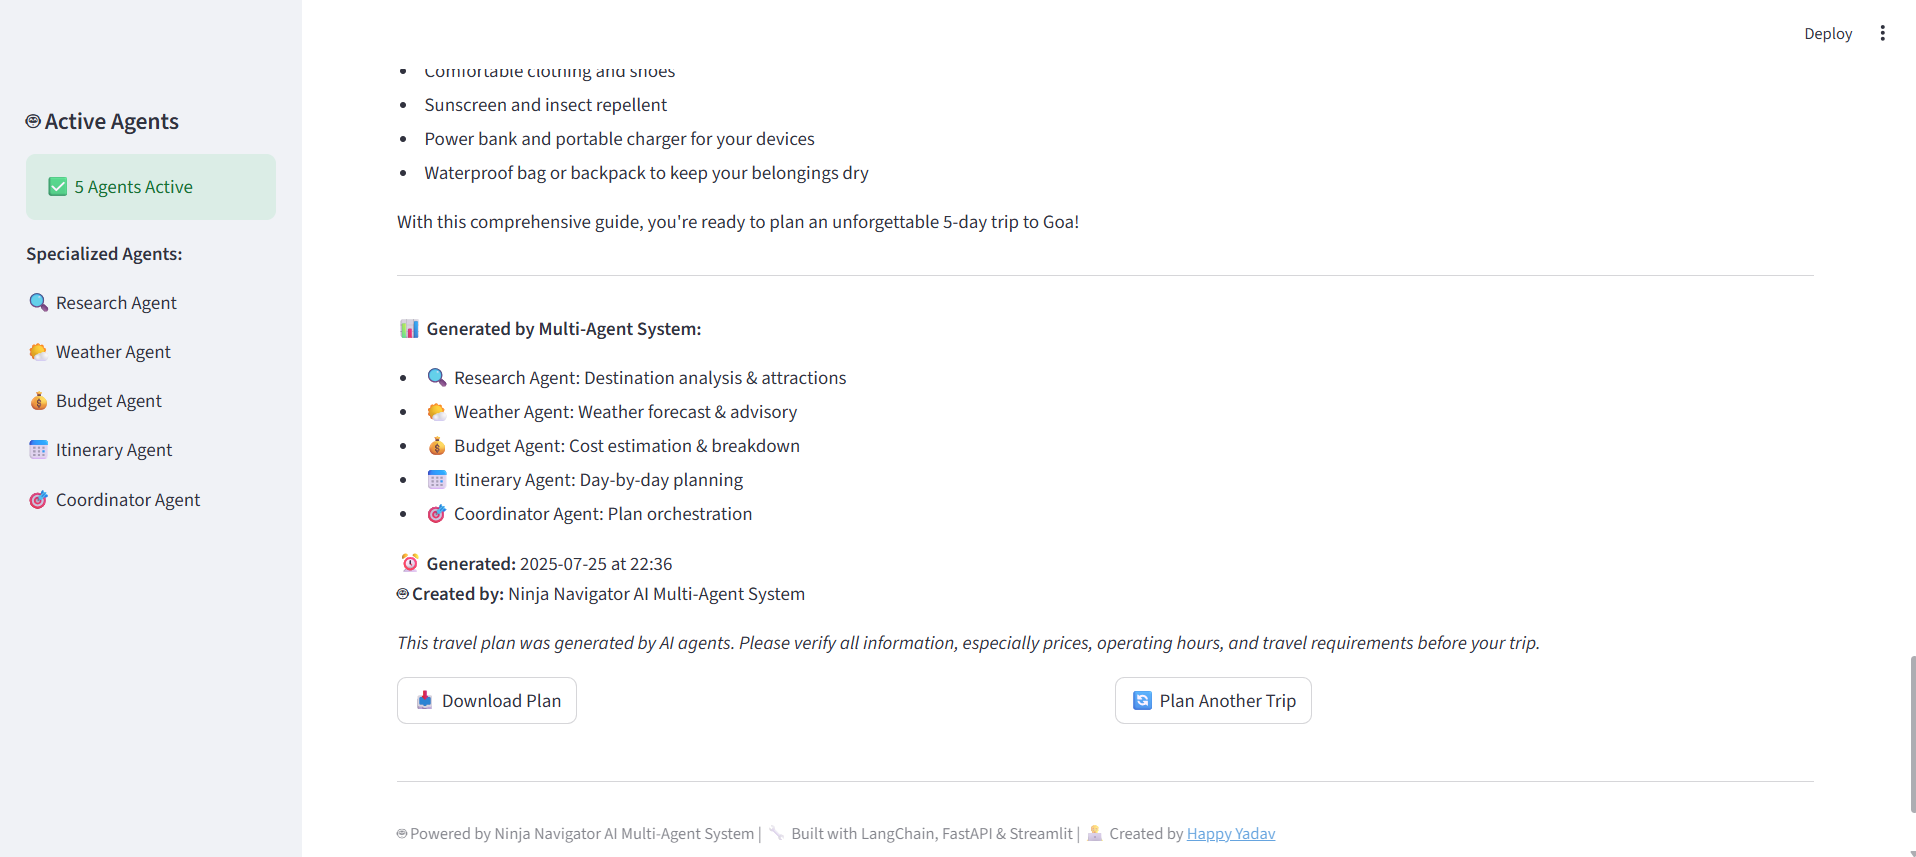 Deploy
Active Agents
5 Agents Active
Specialized Agents:
Research Agent
Weather Agent
Budget Agent
Itinerary Agent
Coordinator Agent
Comfortable clothing and shoes
Sunscreen and insect repellent
Power bank and portable charger for your devices
Waterproof bag or backpack to keep your belongings dry
With this comprehensive guide, you're ready to plan an unforgettable 5-day trip to Goa!
Generated by Multi-Agent System:
Research Agent: Destination analysis & attractions
Weather Agent: Weather forecast & advisory
Budget Agent: Cost estimation & breakdown
Itinerary Agent: Day-by-day planning
Coordinator Agent: Plan orchestration
Generated: 2025-07-25 at 22:36
Created by: Ninja Navigator AI Multi-Agent System
This travel plan was generated by AI agents. Please verify all information, especially prices, operating hours, and travel requirements before your trip.
Download Plan
Plan Another Trip
Powered by Ninja Navigator AI Multi-Agent System | Built with LangChain, FastAPI & Streamlit | Created by Happy Yadav